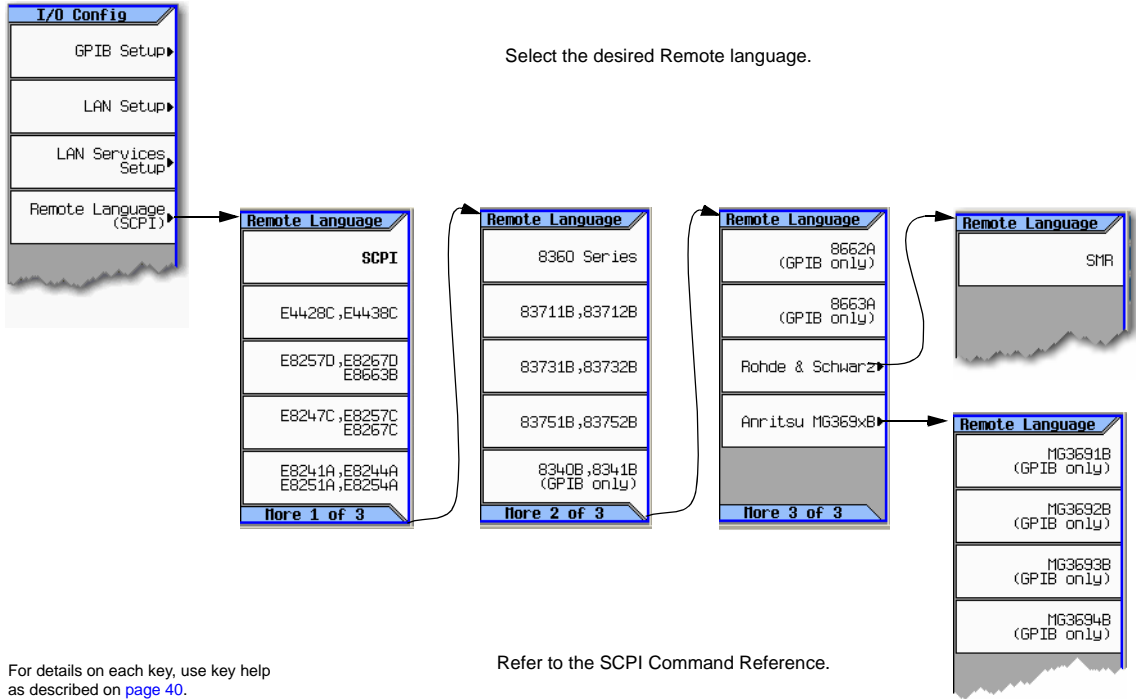 I/O Config
GPIB Setup
LAN Setup
LAN Services
Setup
Remote Language
(SCPI)
Select the desired Remote language.
Remote Language
SCPI
E4428C,E4438C
E8257D,E8267D
E8663B
E8247C,E8257C
E8267C
E8241A,E8244A
E8251A,E8254A
More 1 of 3
Remote Language
8360 Series
83711B,83712B
83731B,83732B
83751B,83752B
8340B,8341B
(GPIB only)
More 2 of 3
Remote Language
8662A
(GPIB only)
8663A
(GPIB only)
Rohde & Schwarz
Anritsu MG369xB
More 3 of 3
Remote Language
SMR
Remote Language
MG3691B
(GPIB only)
MG3692B
(GPIB only)
MG3693B
(GPIB only)
MG3694B
(GPIB only)
For details on each key, use key help
as described on page 40.
Refer to the SCPI Command Reference.